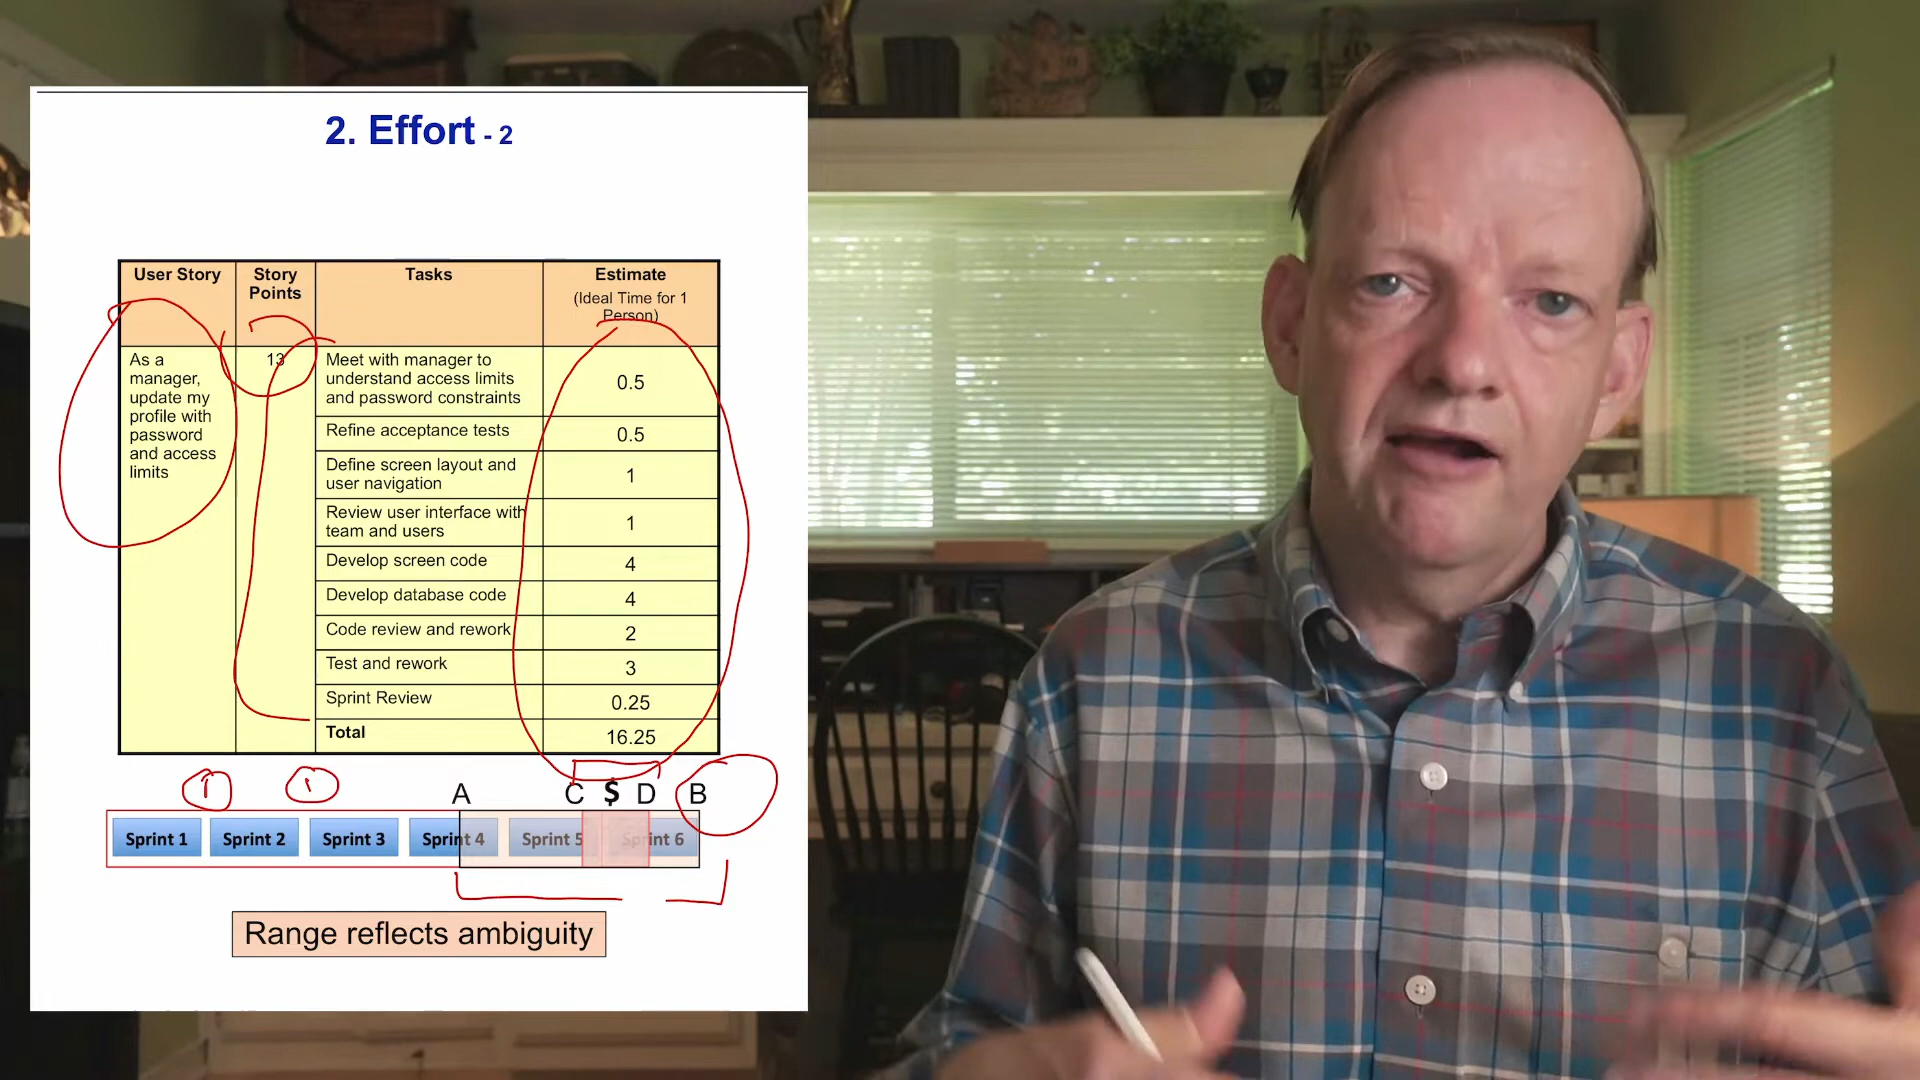 2. Effort - 2
User Story
Story
Points
Tasks
Estimate
(Ideal Time for 1
Person)
As a
manager,
update my
profile with
password
and access
limits
13
Meet with manager to
understand access limits
and password constraints
0.5
Refine acceptance tests
0.5
Define screen layout and
user navigation
1
Review user interface with
team and users
1
Develop screen code
4
Develop database code
4
Code review and rework
2
Test and rework
3
Sprint Review
0.25
Total
16.25
A C $ D B
Sprint 1 Sprint 2 Sprint 3 Sprint 4 Sprint 5 Sprint 6
Range reflects ambiguity